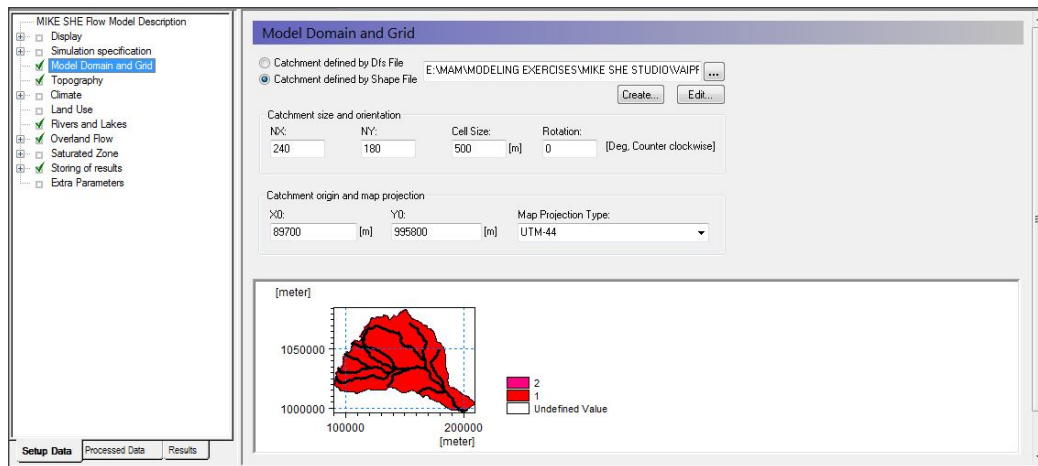 MIKE SHE Flow Model Description
Display
Simulation specification
Model Domain and Grid
Topography
Climate
Land Use
Rivers and Lakes
Overland Flow
Saturated Zone
Storing of results
Extra Parameters
Setup Data Processed Data Results
Model Domain and Grid
Catchment defined by Dfs File
Catchment defined by Shape File E:\MAM\MODELING EXERCISES\MIKE SHE STUDIO\VAIPF ...
Create... Edit...
Catchment size and orientation
NX: NY: Cell Size: Rotation:
240 180 500 [m] 0 [Deg, Counter clockwise]
Catchment origin and map projection
X0: Y0: Map Projection Type:
89700 [m] 995800 [m] UTM-44
[meter]
1050000
1000000
100000 200000
[meter]
2
1
Undefined Value